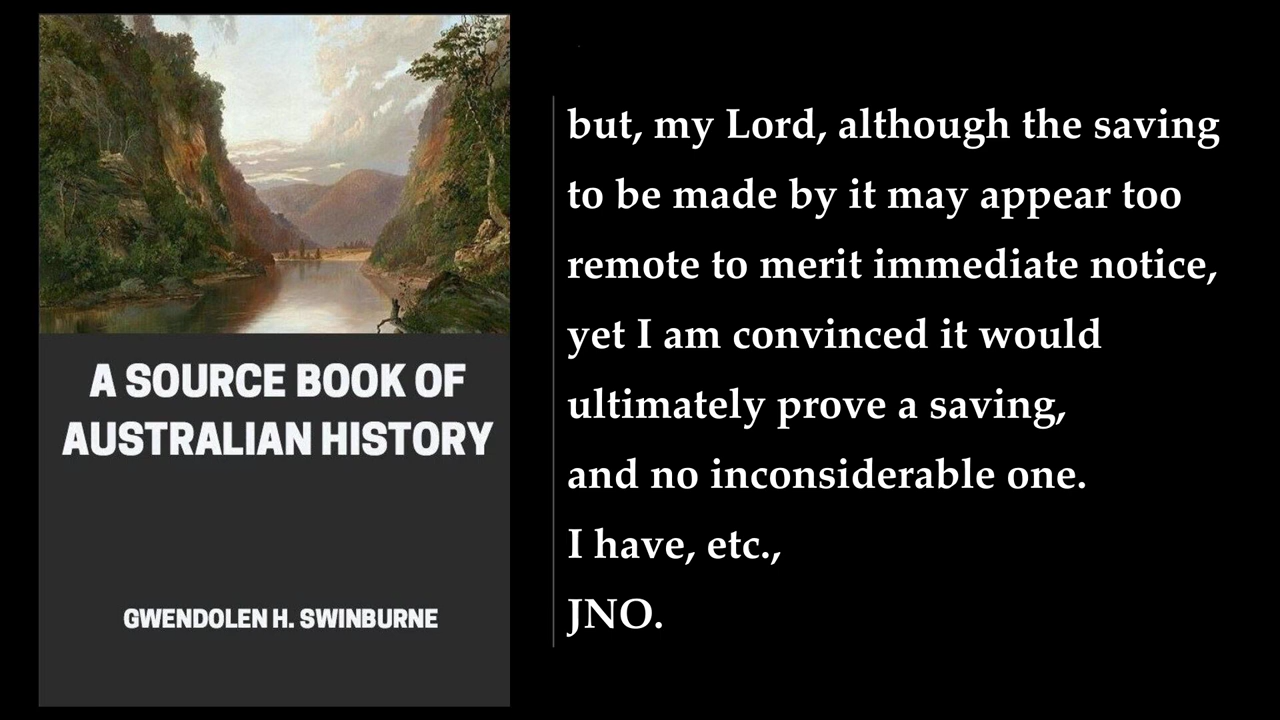 A SOURCE BOOK OF
AUSTRALIAN HISTORY
GWENDOLEN H. SWINBURNE
but, my Lord, although the saving
to be made by it may appear too
remote to merit immediate notice,
yet I am convinced it would
ultimately prove a saving,
and no inconsiderable one.
I have, etc.,
JNO.